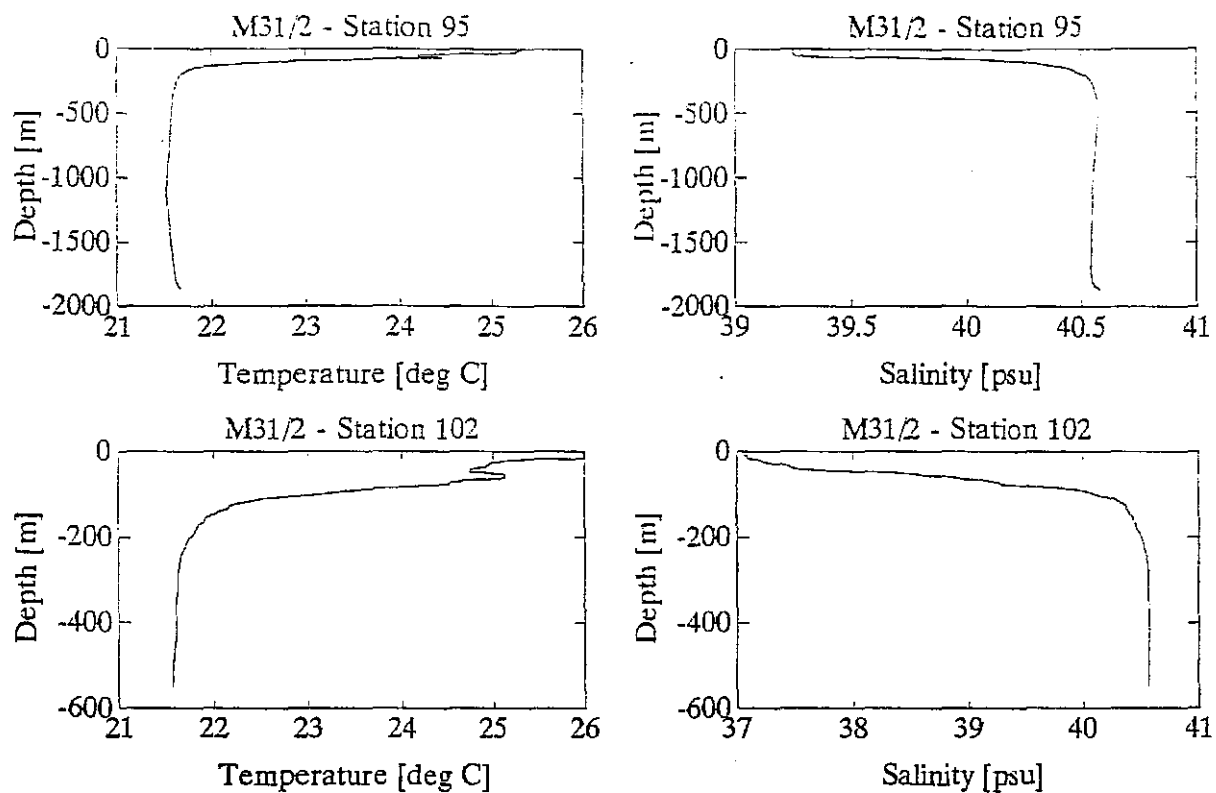 M31/2 - Station 95
0
-500
-1000
-1500
-2000
Depth [m]
21 22 23 24 25 26
Temperature [deg C]
M31/2 - Station 95
0
-500
-1000
-1500
-2000
Depth [m]
39 39.5 40 40.5 41
Salinity [psu]
M31/2 - Station 102
0
-200
-400
-600
Depth [m]
21 22 23 24 25 26
Temperature [deg C]
M31/2 - Station 102
0
-200
-400
-600
Depth [m]
37 38 39 40 41
Salinity [psu]